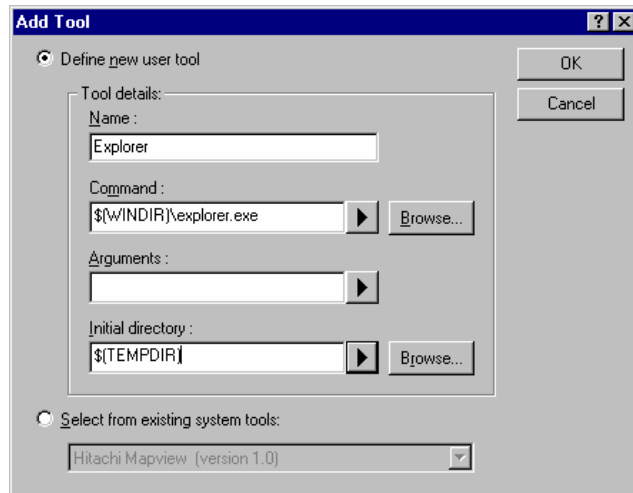 Add Tool
Define new user tool
OK
Tool details:
Cancel
Name :
Explorer
Command :
$(WINDIR)\explorer.exe
Browse...
Arguments :
Initial directory :
$(TEMPDIR)
Browse...
Select from existing system tools:
Hitachi Mapview (version 1.0)